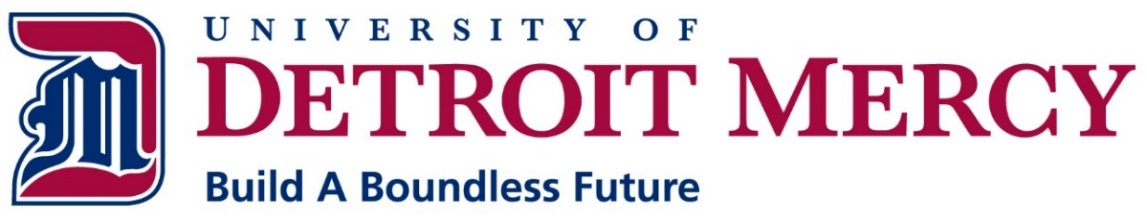 UNIVERSITY OF
DETROIT MERCY
Build A Boundless Future